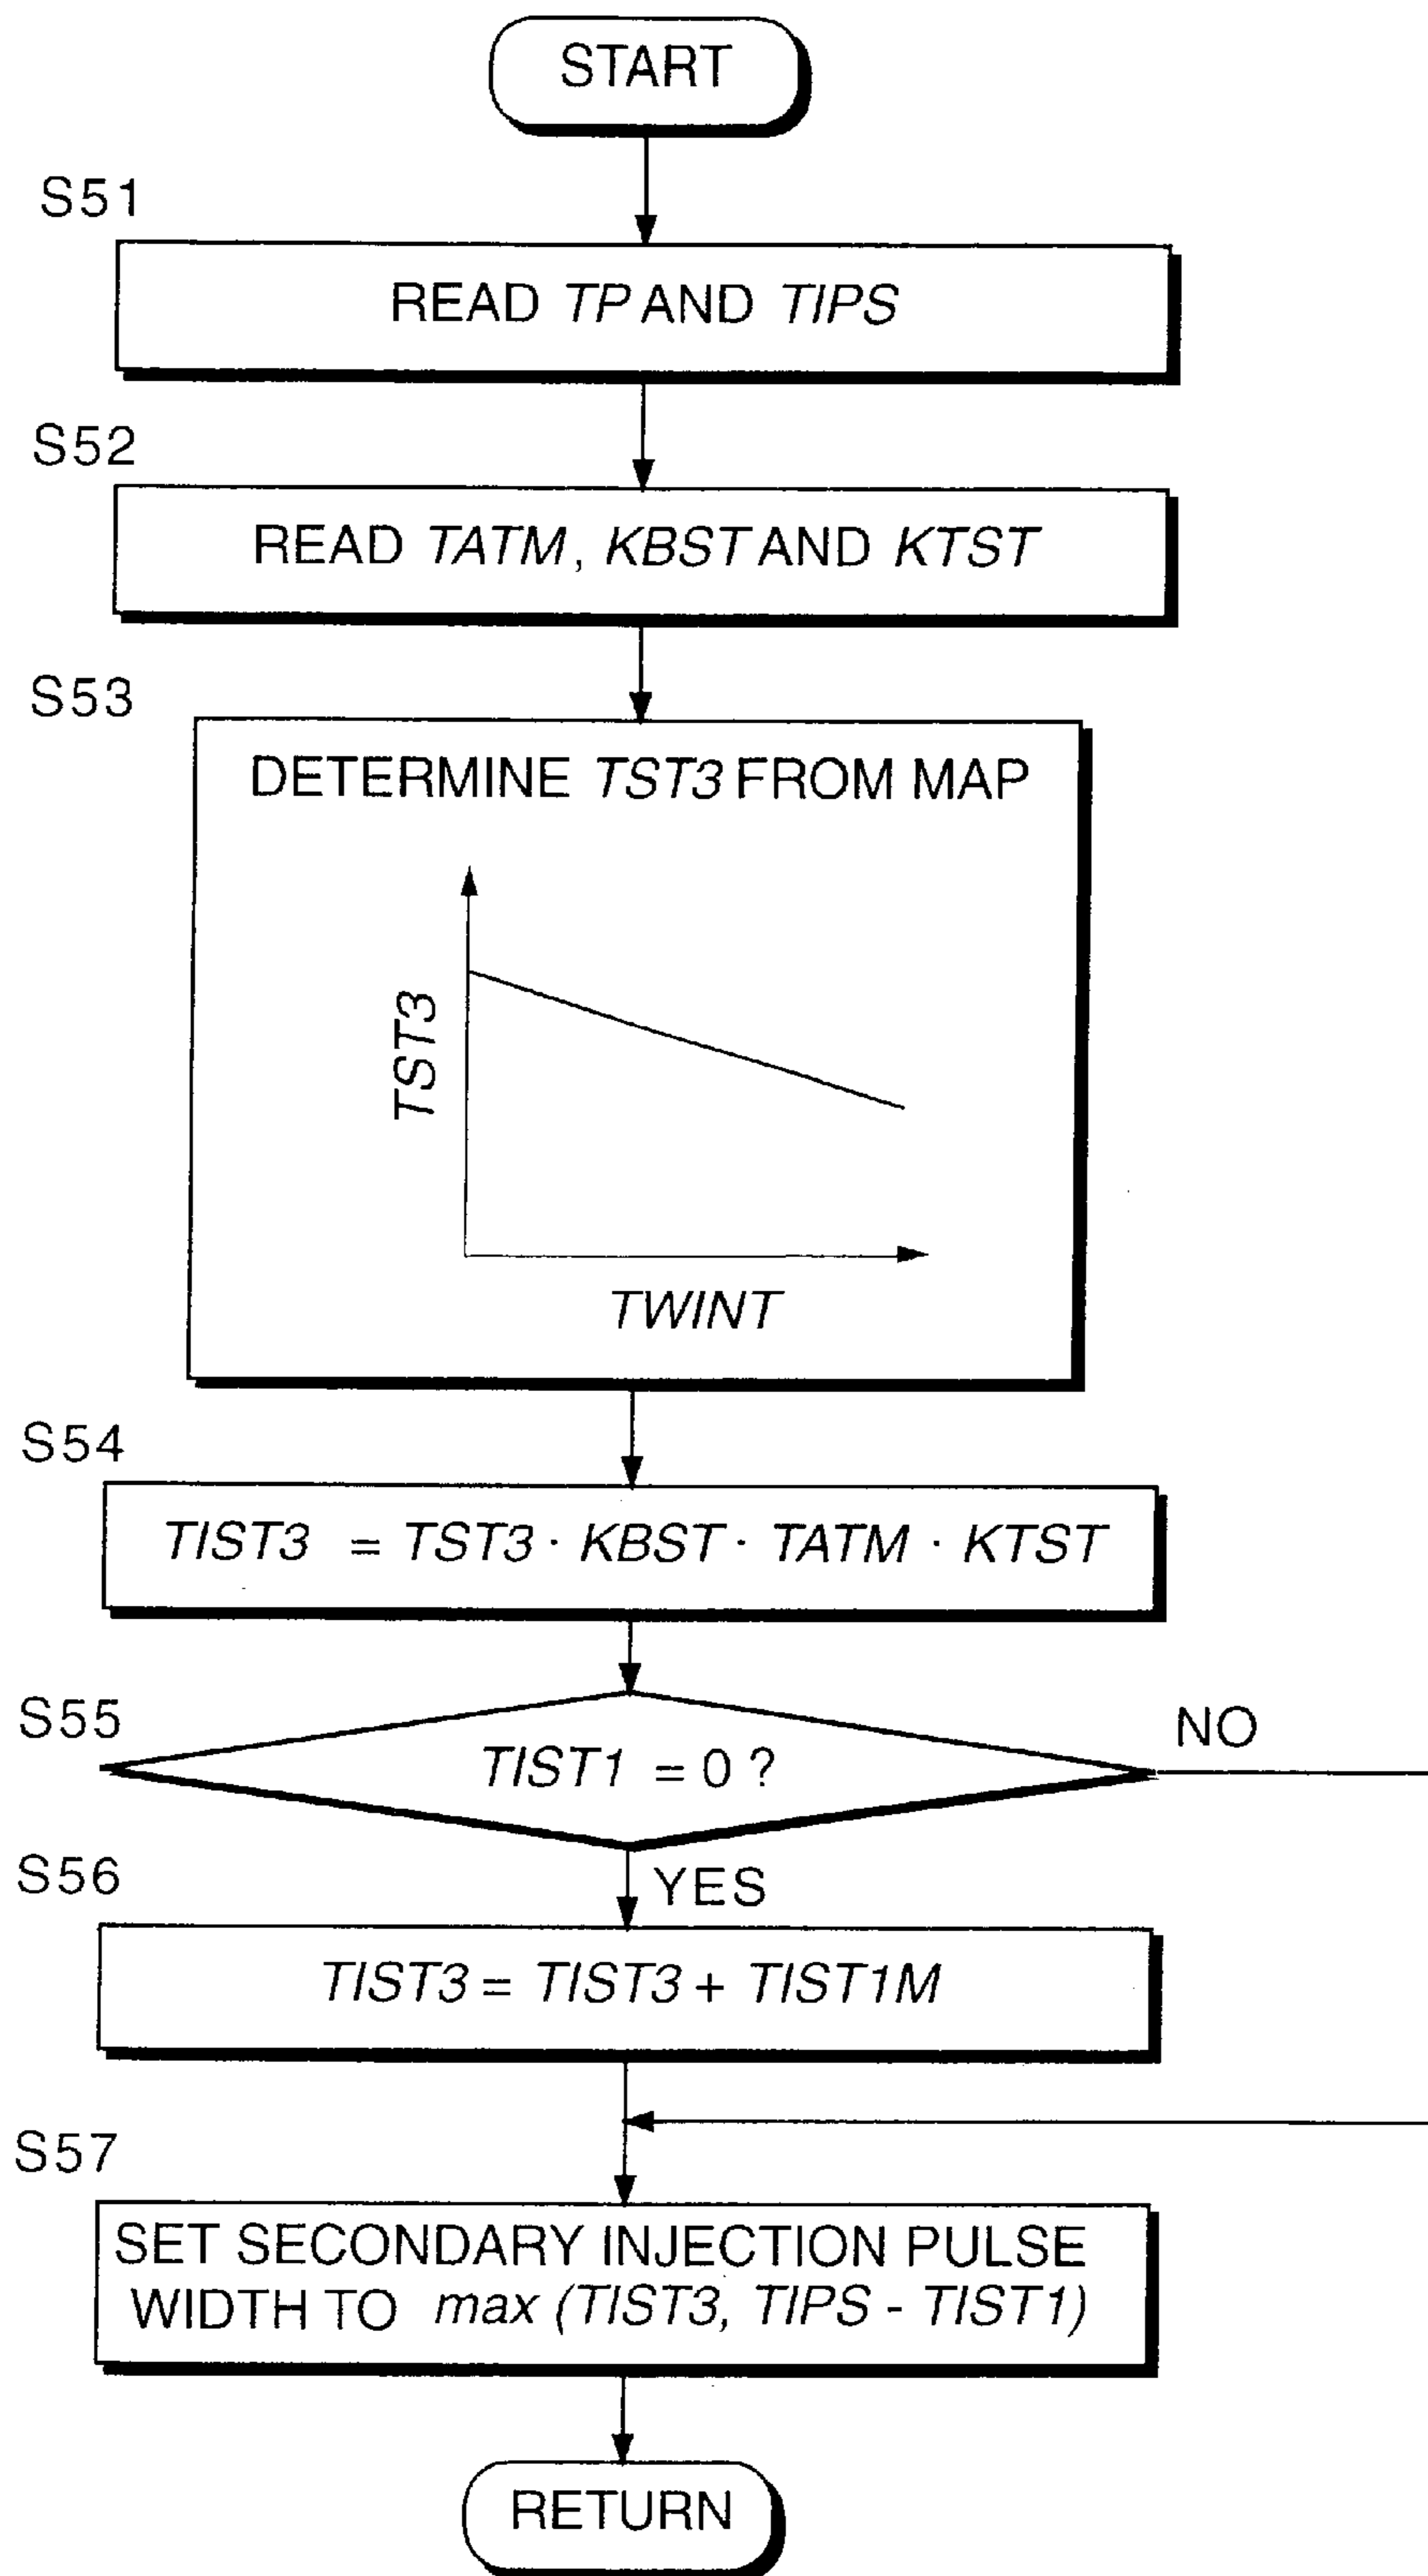 START
S51
READ TP AND TIPS
S52
READ TATM, KBST AND KTST
S53
DETERMINE TST3 FROM MAP
TST3
TWINT
S54
TIST3 = TST3 · KBST · TATM · KTST
S55
TIST1 = 0 ?
NO
YES
S56
TIST3 = TIST3 + TIST1M
S57
SET SECONDARY INJECTION PULSE
WIDTH TO max (TIST3, TIPS - TIST1)
RETURN